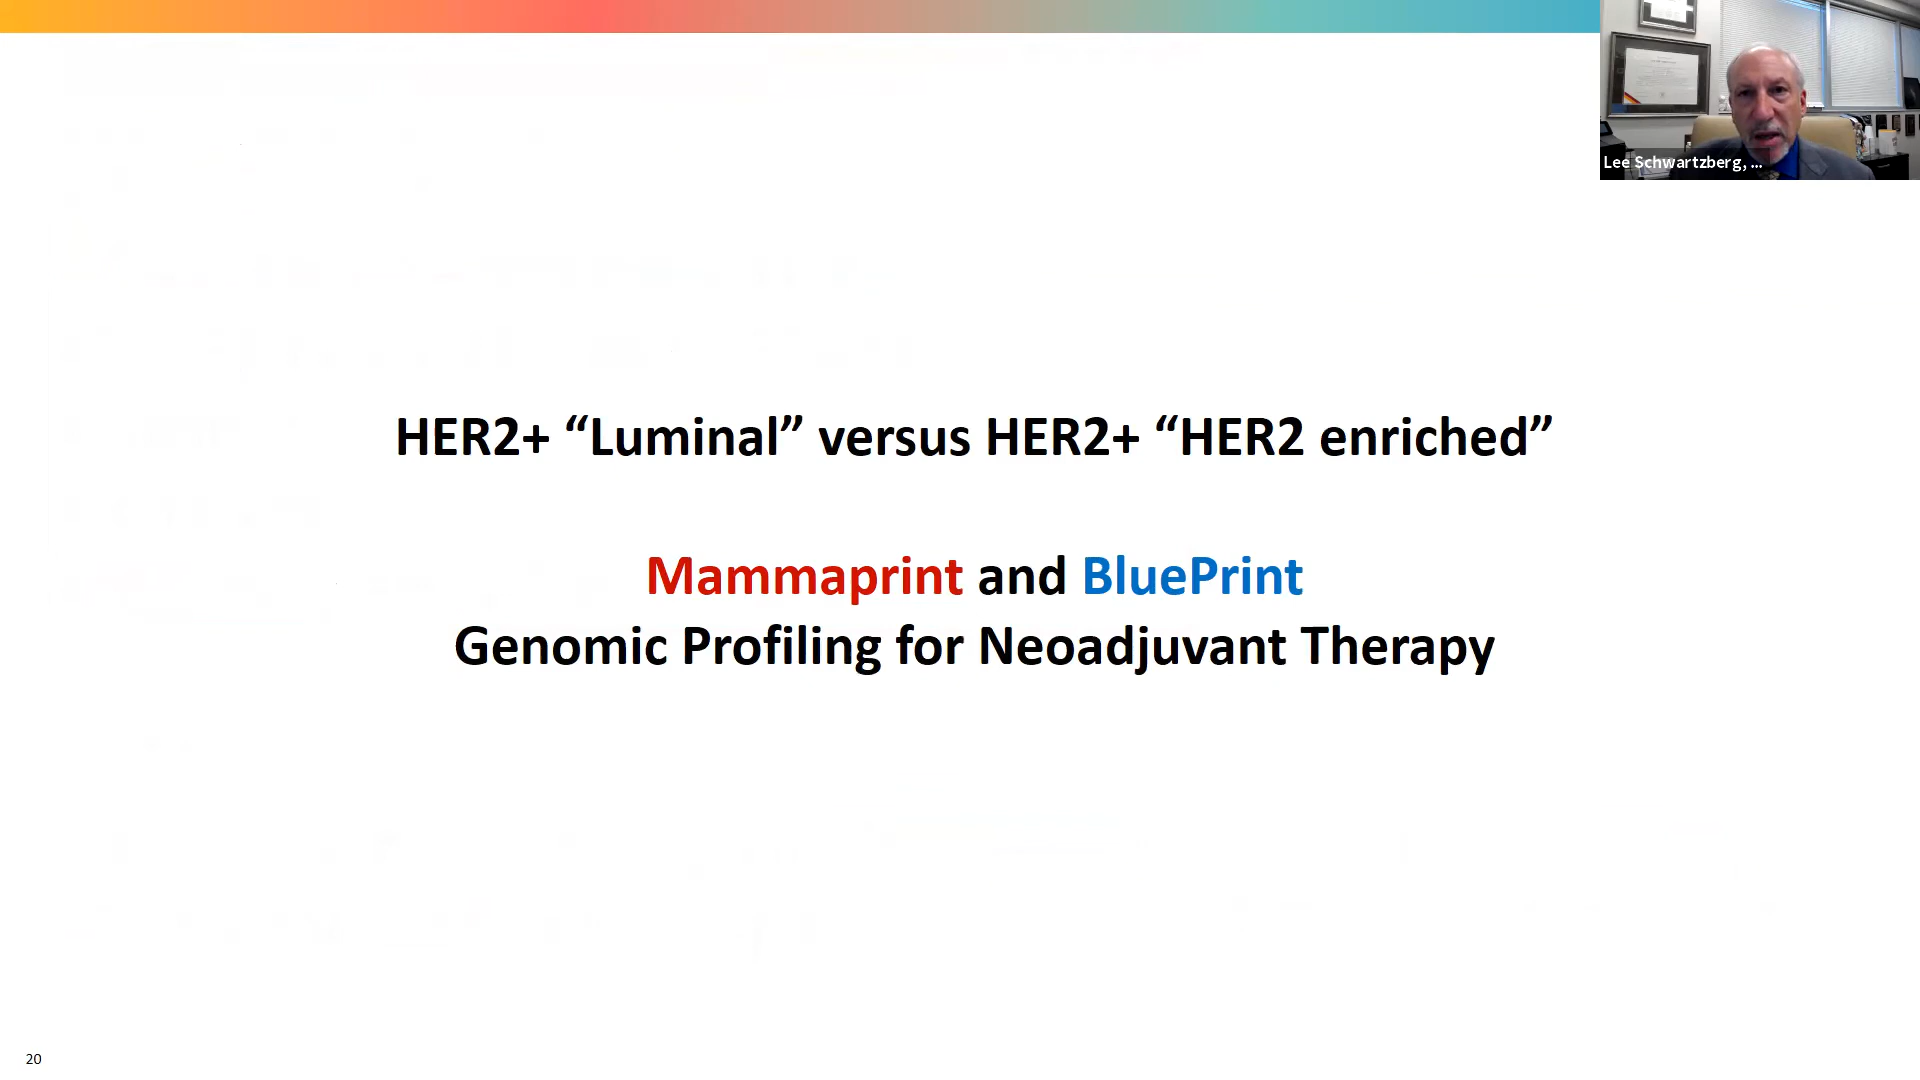 Lee Schwartzberg, ...
HER2+ “Luminal” versus HER2+ “HER2 enriched”
Mammaprint and BluePrint
Genomic Profiling for Neoadjuvant Therapy
20